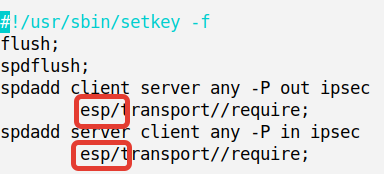 #!/usr/sbin/setkey -f
flush;
spdflush;
spdadd client server any -P out ipsec
esp/transport//require;
spdadd server client any -P in ipsec
esp/transport//require;